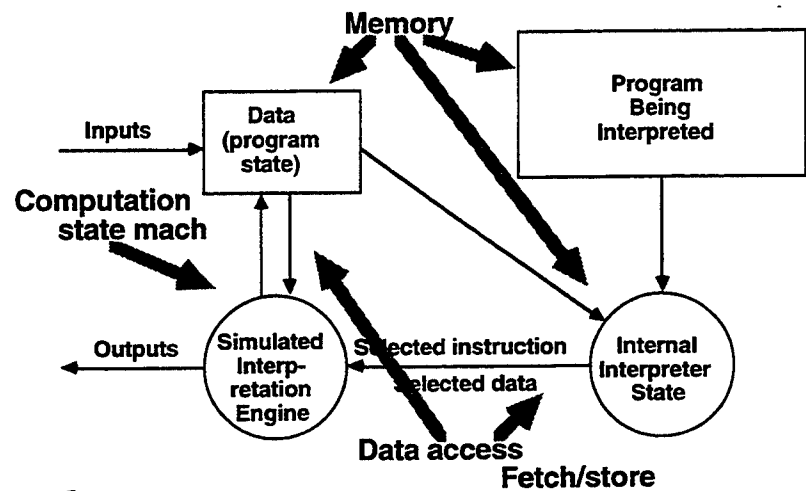 Memory
Data
(program
state)
Program
Being
Interpreted
Inputs
Computation
state mach
Simulated
Interp-
retation
Engine
Outputs
Selected instruction
Selected data
Internal
Interpreter
State
Data access
Fetch/store